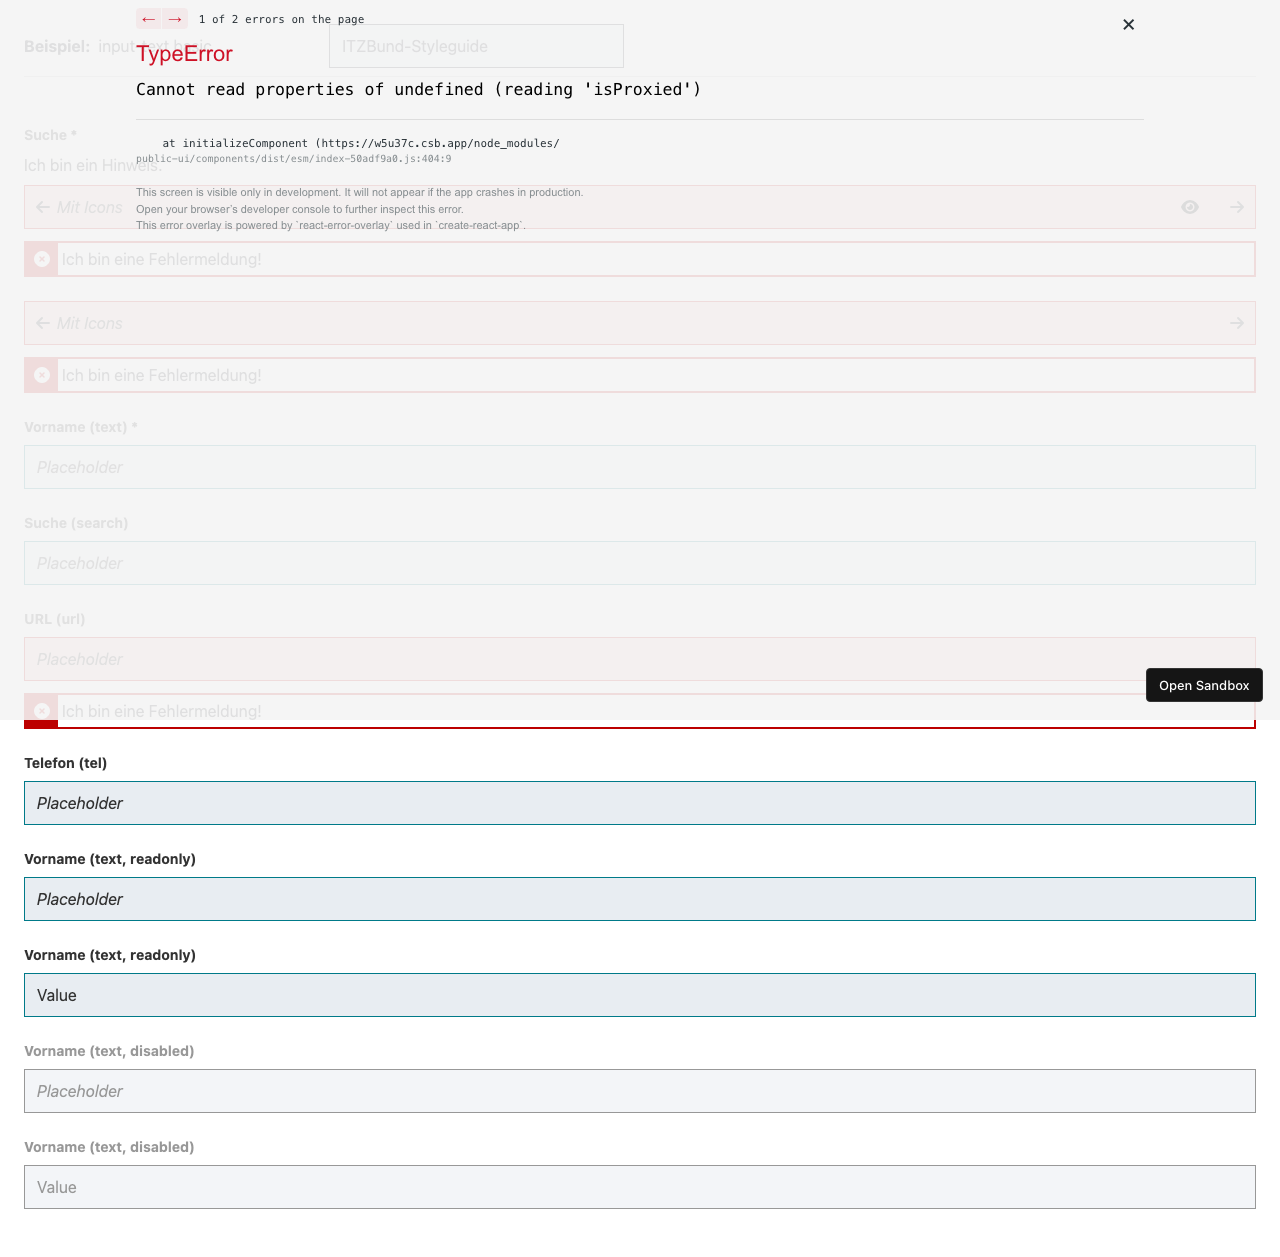 ← → 1 of 2 errors on the page
TypeError
Cannot read properties of undefined (reading 'isProxied')
at initializeComponent (https://w5u37c.csb.app/node_modules/
public-ui/components/dist/esm/index-50adf9a0.js:404:9
This screen is visible only in development. It will not appear if the app crashes in production.
Open your browser’s developer console to further inspect this error.
This error overlay is powered by `react-error-overlay` used in `create-react-app`.
Beispiel: input-text basic
ITZBund-Styleguide
Suche *
Ich bin ein Hinweis.
Mit Icons
Ich bin eine Fehlermeldung!
Mit Icons
Ich bin eine Fehlermeldung!
Vorname (text) *
Placeholder
Suche (search)
Placeholder
URL (url)
Placeholder
Open Sandbox
Ich bin eine Fehlermeldung!
Telefon (tel)
Placeholder
Vorname (text, readonly)
Placeholder
Vorname (text, readonly)
Value
Vorname (text, disabled)
Placeholder
Vorname (text, disabled)
Value